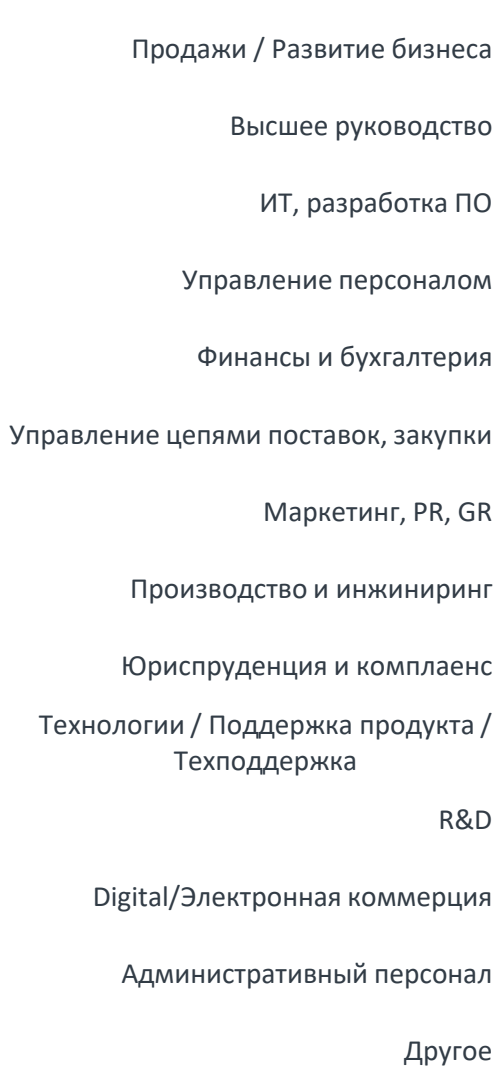 Продажи / Развитие бизнеса
Высшее руководство
ИТ, разработка ПО
Управление персоналом
Финансы и бухгалтерия
Управление цепями поставок, закупки
Маркетинг, PR, GR
Производство и инжиниринг
Юриспруденция и комплаенс
Технологии / Поддержка продукта /
Техподдержка
R&D
Digital/Электронная коммерция
Административный персонал
Другое